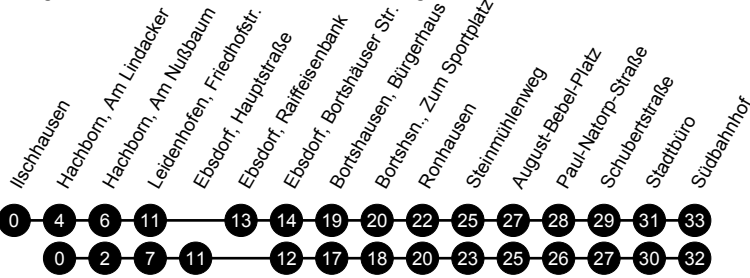 Ilschhausen
Hachborn, Am Lindacker
Hachborn, Am Nußbaum
Leidenhofen, Friedhofstr.
Ebsdorf, Hauptstraße
Ebsdorf, Raiffeisenbank
Ebsdorf, Bortshäuser Str.
Bortshausen, Bürgerhaus
Bortshsn., Zum Sportplatz
Ronhausen
Steinmühlenweg
August-Bebel-Platz
Paul-Natorp-Straße
Schubertstraße
Stadtbüro
Südbahnhof
0 4 6 11 13 14 19 20 22 25 27 28 29 31 33
0 2 7 11 12 17 18 20 23 25 26 27 30 32